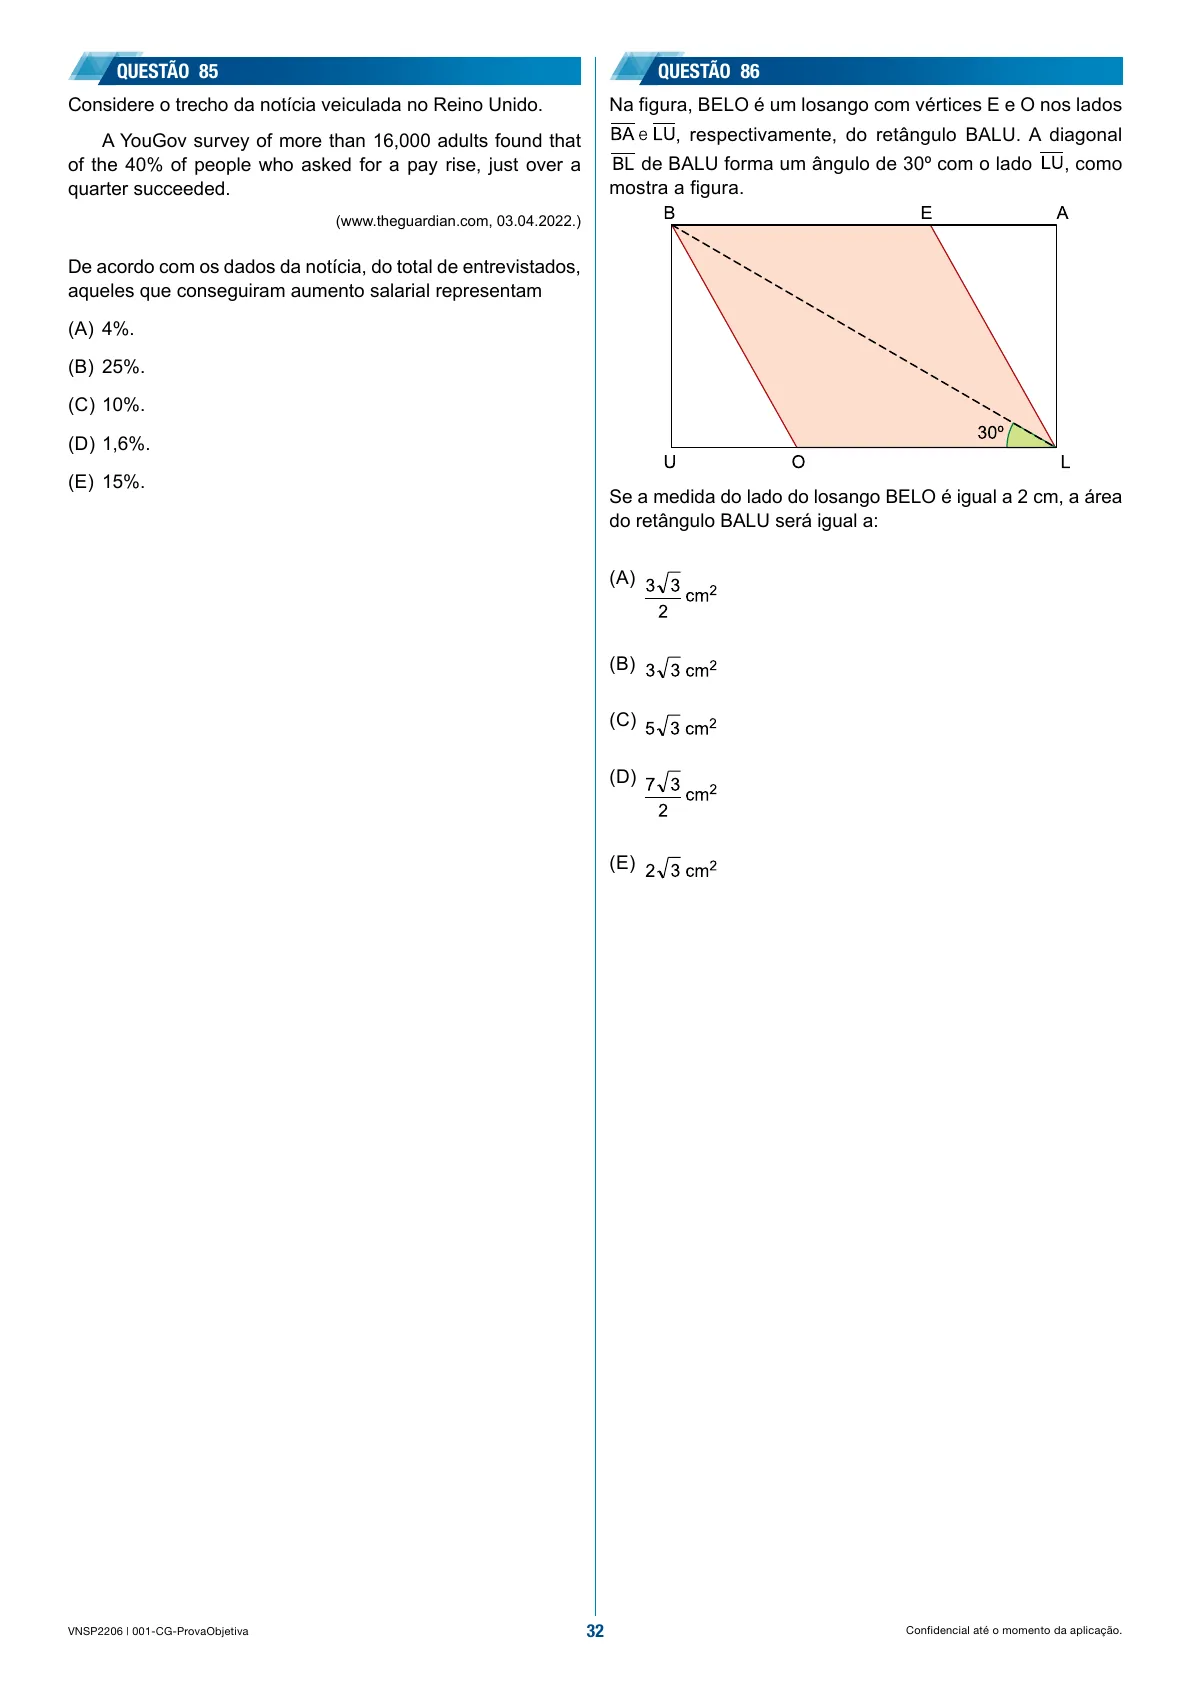 QUESTÃO 85
Considere o trecho da notícia veiculada no Reino Unido.
A YouGov survey of more than 16,000 adults found that
of the 40% of people who asked for a pay rise, just over a
quarter succeeded.
(www.theguardian.com, 03.04.2022.)
De acordo com os dados da notícia, do total de entrevistados,
aqueles que conseguiram aumento salarial representam
(A) 4%.
(B) 25%.
(C) 10%.
(D) 1,6%.
(E) 15%.
QUESTÃO 86
Na figura, BELO é um losango com vértices E e O nos lados
BA e LU, respectivamente, do retângulo BALU. A diagonal
BL de BALU forma um ângulo de 30º com o lado LU, como
mostra a figura.
B E A
30º
U O L
Se a medida do lado do losango BELO é igual a 2 cm, a área
do retângulo BALU será igual a:
(A) 3√3/2 cm²
(B) 3√3 cm²
(C) 5√3 cm²
(D) 7√3/2 cm²
(E) 2√3 cm²
VNSP2206 | 001-CG-ProvaObjetiva
32
Confidencial até o momento da aplicação.